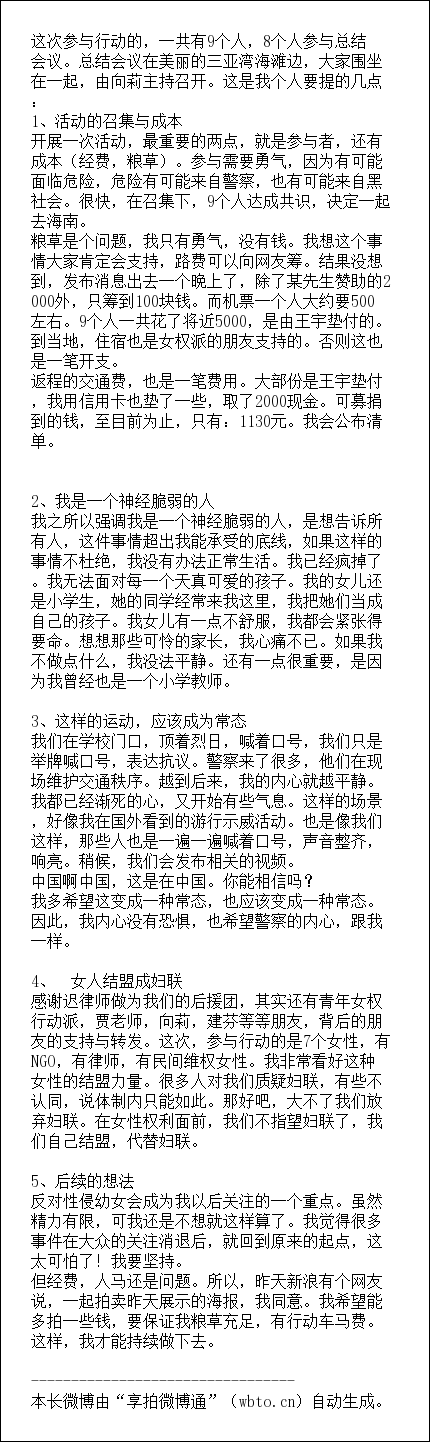 这次参与行动的，一共有9个人，8个人参与总结
会议。总结会议在美丽的三亚湾海滩边，大家围坐
在一起，由向莉主持召开。这是我个人要提的几点
：
1、活动的召集与成本
开展一次活动，最重要的两点，就是参与者，还有
成本（经费，粮草）。参与需要勇气，因为有可能
面临危险，危险有可能来自警察，也有可能来自黑
社会。很快，在召集下，9个人达成共识，决定一起
去海南。
粮草是个问题，我只有勇气，没有钱。我想这个事
情大家肯定会支持，路费可以向网友筹。结果没想
到，发布消息出去一个晚上了，除了某先生赞助的2
000外，只筹到100块钱。而机票一个人大约要500
左右。9个人一共花了将近5000，是由王宇垫付的。
到当地，住宿也是女权派的朋友支持的。否则这也
是一笔开支。
返程的交通费，也是一笔费用。大部份是王宇垫付
，我用信用卡也垫了一些，取了2000现金。可募捐
到的钱，至目前为止，只有：1130元。我会公布清
单。
2、我是一个神经脆弱的人
我之所以强调我是一个神经脆弱的人，是想告诉所
有人，这件事情超出我能承受的底线，如果这样的
事情不杜绝，我没有办法正常生活。我已经疯掉了
。我无法面对每一个天真可爱的孩子。我的女儿还
是小学生，她的同学经常来我这里，我把她们当成
自己的孩子。我女儿有一点不舒服，我都会紧张得
要命。想想那些可怜的家长，我心痛不已。如果我
不做点什么，我没法平静。还有一点很重要，是因
为我曾经也是一个小学教师。
3、这样的运动，应该成为常态
我们在学校门口，顶着烈日，喊着口号，我们只是
举牌喊口号，表达抗议。警察来了很多，他们在现
场维护交通秩序。越到后来，我的内心就越平静。
我都已经渐死的心，又开始有些气息。这样的场景
，好像我在国外看到的游行示威活动。也是像我们
这样，那些人也是一遍一遍喊着口号，声音整齐，
响亮。稍候，我们会发布相关的视频。
中国啊中国，这是在中国。你能相信吗？
我多希望这变成一种常态，也应该变成一种常态。
因此，我内心没有恐惧，也希望警察的内心，跟我
一样。
4、 女人结盟成妇联
感谢迟律师做为我们的后援团，其实还有青年女权
行动派，贾老师，向莉，建芬等等朋友，背后的朋
友的支持与转发。这次，参与行动的是7个女性，有
NGO，有律师，有民间维权女性。我非常看好这种
女性的结盟力量。很多人对我们质疑妇联，有些不
认同，说体制内只能如此。那好吧，大不了我们放
弃妇联。在女性权利面前，我们不指望妇联了，我
们自己结盟，代替妇联。
5、后续的想法
反对性侵幼女会成为我以后关注的一个重点。虽然
精力有限，可我还是不想就这样算了。我觉得很多
事件在大众的关注消退后，就回到原来的起点，这
太可怕了！我要坚持。
但经费，人马还是问题。所以，昨天新浪有个网友
说，一起拍卖昨天展示的海报，我同意。我希望能
多拍一些钱，要保证我粮草充足，有行动车马费。
这样，我才能持续做下去。
---------------------------------
本长微博由“享拍微博通”（wbto.cn）自动生成。